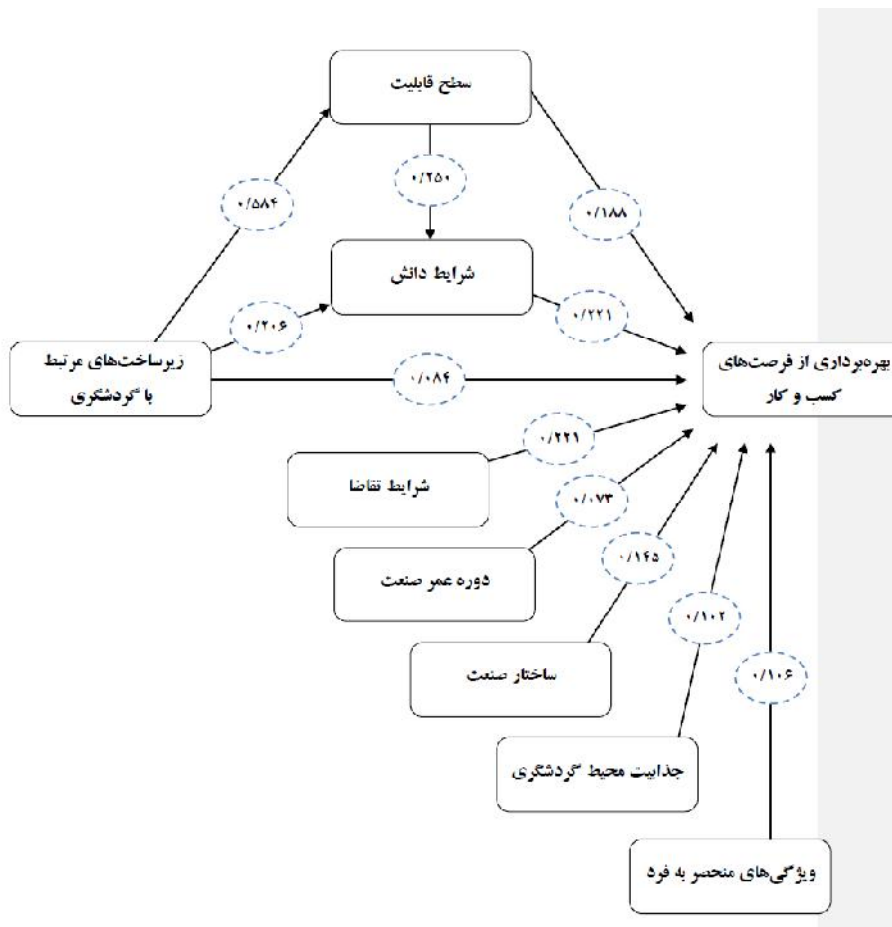 سطح قابلیت
۰/۲۵۰
۰/۵۸۴
۰/۱۸۸
شرایط دانش
۰/۲۰۶
۰/۲۲۱
زیرساخت‌های مرتبط
با گردشگری
بهره‌برداری از فرصت‌های
کسب و کار
۰/۰۸۴
۰/۲۲۱
شرایط تقاضا
۰/۰۷۳
دوره عمر صنعت
۰/۱۴۵
ساختار صنعت
۰/۱۰۲
۰/۱۰۶
جذابیت محیط گردشگری
ویژگی‌های منحصر به فرد